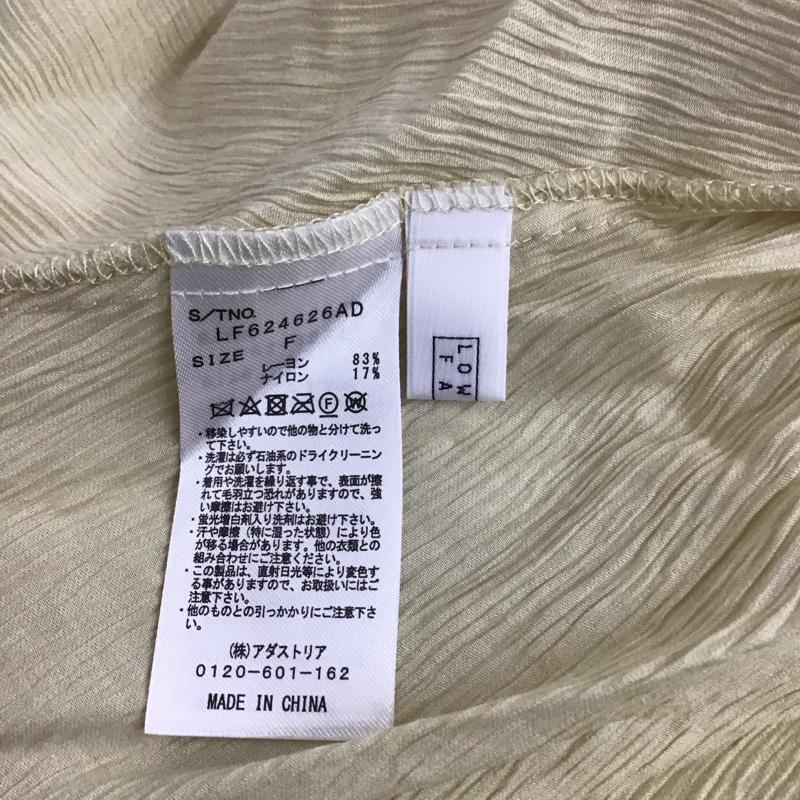 S/TNO.
LF624626AD
SIZE F
レーヨン 83%
ナイロン 17%
・移染しやすいので他の物と分けて洗っ
て下さい。
・洗濯は必ず石油系のドライクリーニン
グでお願いします。
・着用や洗濯を繰り返す事で、表面が擦
れて毛羽立つ恐れがありますので、強
い摩擦はお避け下さい。
・蛍光増白剤入り洗剤はお避け下さい。
・汗や摩擦（特に湿った状態）により色
が移る場合があります。他の衣類との
組み合わせにご注意ください。
・この製品は、直射日光等により変色す
る事がありますので、お取扱いにはご
注意下さい。
・他のものとの引っかかりにご注意下さ
い。
(株)アダストリア
0120-601-162
MADE IN CHINA
LOW
FA